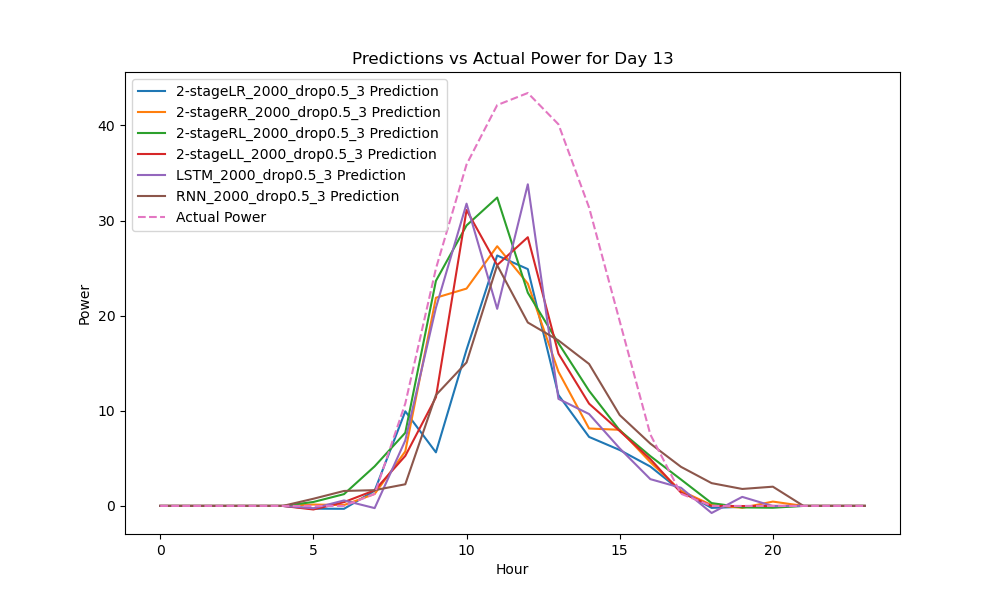 Predictions vs Actual Power for Day 13
2-stageLR_2000_drop0.5_3 Prediction
2-stageRR_2000_drop0.5_3 Prediction
2-stageRL_2000_drop0.5_3 Prediction
2-stageLL_2000_drop0.5_3 Prediction
LSTM_2000_drop0.5_3 Prediction
RNN_2000_drop0.5_3 Prediction
Actual Power
40
30
20
10
0
Power
0 5 10 15 20
Hour